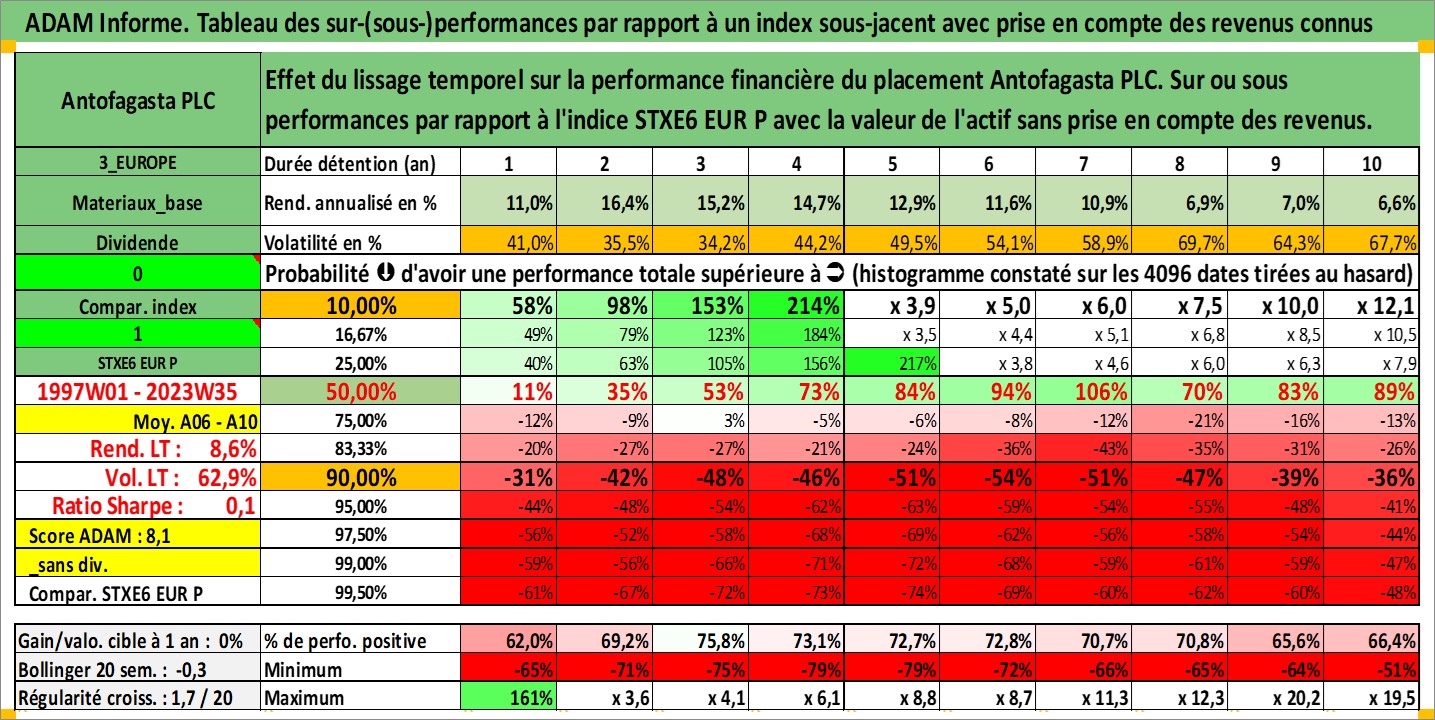 ADAM Informe. Tableau des sur-(sous-)performances par rapport à un index sous-jacent avec prise en compte des revenus connus
Antofagasta PLC
Effet du lissage temporel sur la performance financière du placement Antofagasta PLC. Sur ou sous
performances par rapport à l'indice STXE6 EUR P avec la valeur de l'actif sans prise en compte des revenus.
3_EUROPE Durée détention (an) 1 2 3 4 5 6 7 8 9 10
Materiaux_base Rend. annualisé en % 11,0% 16,4% 15,2% 14,7% 12,9% 11,6% 10,9% 6,9% 7,0% 6,6%
Dividende Volatilité en % 41,0% 35,5% 34,2% 44,2% 49,5% 54,1% 58,9% 69,7% 64,3% 67,7%
0 Probabilité d'avoir une performance totale supérieure à (histogramme constaté sur les 4096 dates tirées au hasard)
Compar. index 10,00% 58% 98% 153% 214% x 3,9 x 5,0 x 6,0 x 7,5 x 10,0 x 12,1
1 16,67% 49% 79% 123% 184% x 3,5 x 4,4 x 5,1 x 6,8 x 8,5 x 10,5
STXE6 EUR P 25,00% 40% 63% 105% 156% 217% x 3,8 x 4,6 x 6,0 x 6,3 x 7,9
1997W01 - 2023W35 50,00% 11% 35% 53% 73% 84% 94% 106% 70% 83% 89%
Moy. A06 - A10 75,00% -12% -9% 3% -5% -6% -8% -12% -21% -16% -13%
Rend. LT : 8,6% 83,33% -20% -27% -27% -21% -24% -36% -43% -35% -31% -26%
Vol. LT : 62,9% 90,00% -31% -42% -48% -46% -51% -54% -51% -47% -39% -36%
Ratio Sharpe : 0,1 95,00% -44% -48% -54% -62% -63% -59% -54% -55% -48% -41%
Score ADAM : 8,1 97,50% -56% -52% -58% -68% -69% -62% -56% -58% -54% -44%
_sans div. 99,00% -59% -56% -66% -71% -72% -68% -59% -61% -59% -47%
Compar. STXE6 EUR P 99,50% -61% -67% -72% -73% -74% -69% -60% -62% -60% -48%
Gain/valo. cible à 1 an : 0% % de perfo. positive 62,0% 69,2% 75,8% 73,1% 72,7% 72,8% 70,7% 70,8% 65,6% 66,4%
Bollinger 20 sem. : -0,3 Minimum -65% -71% -75% -79% -79% -72% -66% -65% -64% -51%
Régularité croiss. : 1,7 / 20 Maximum 161% x 3,6 x 4,1 x 6,1 x 8,8 x 8,7 x 11,3 x 12,3 x 20,2 x 19,5